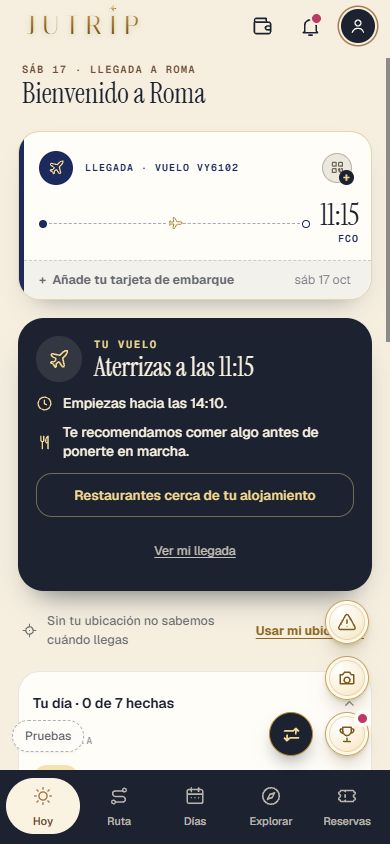 JUTRIP
SÁB 17 · LLEGADA A ROMA
Bienvenido a Roma
LLEGADA · VUELO VY6102
11:15
FCO
+ Añade tu tarjeta de embarque
sáb 17 oct
TU VUELO
Aterrizas a las 11:15
Empiezas hacia las 14:10.
Te recomendamos comer algo antes de
ponerte en marcha.
Restaurantes cerca de tu alojamiento
Ver mi llegada
Sin tu ubicación no sabemos
cuándo llegas
Usar mi
Tu día · 0 de 7 hechas
Pruebas
A
Hoy
Ruta
Días
Explorar
Reservas